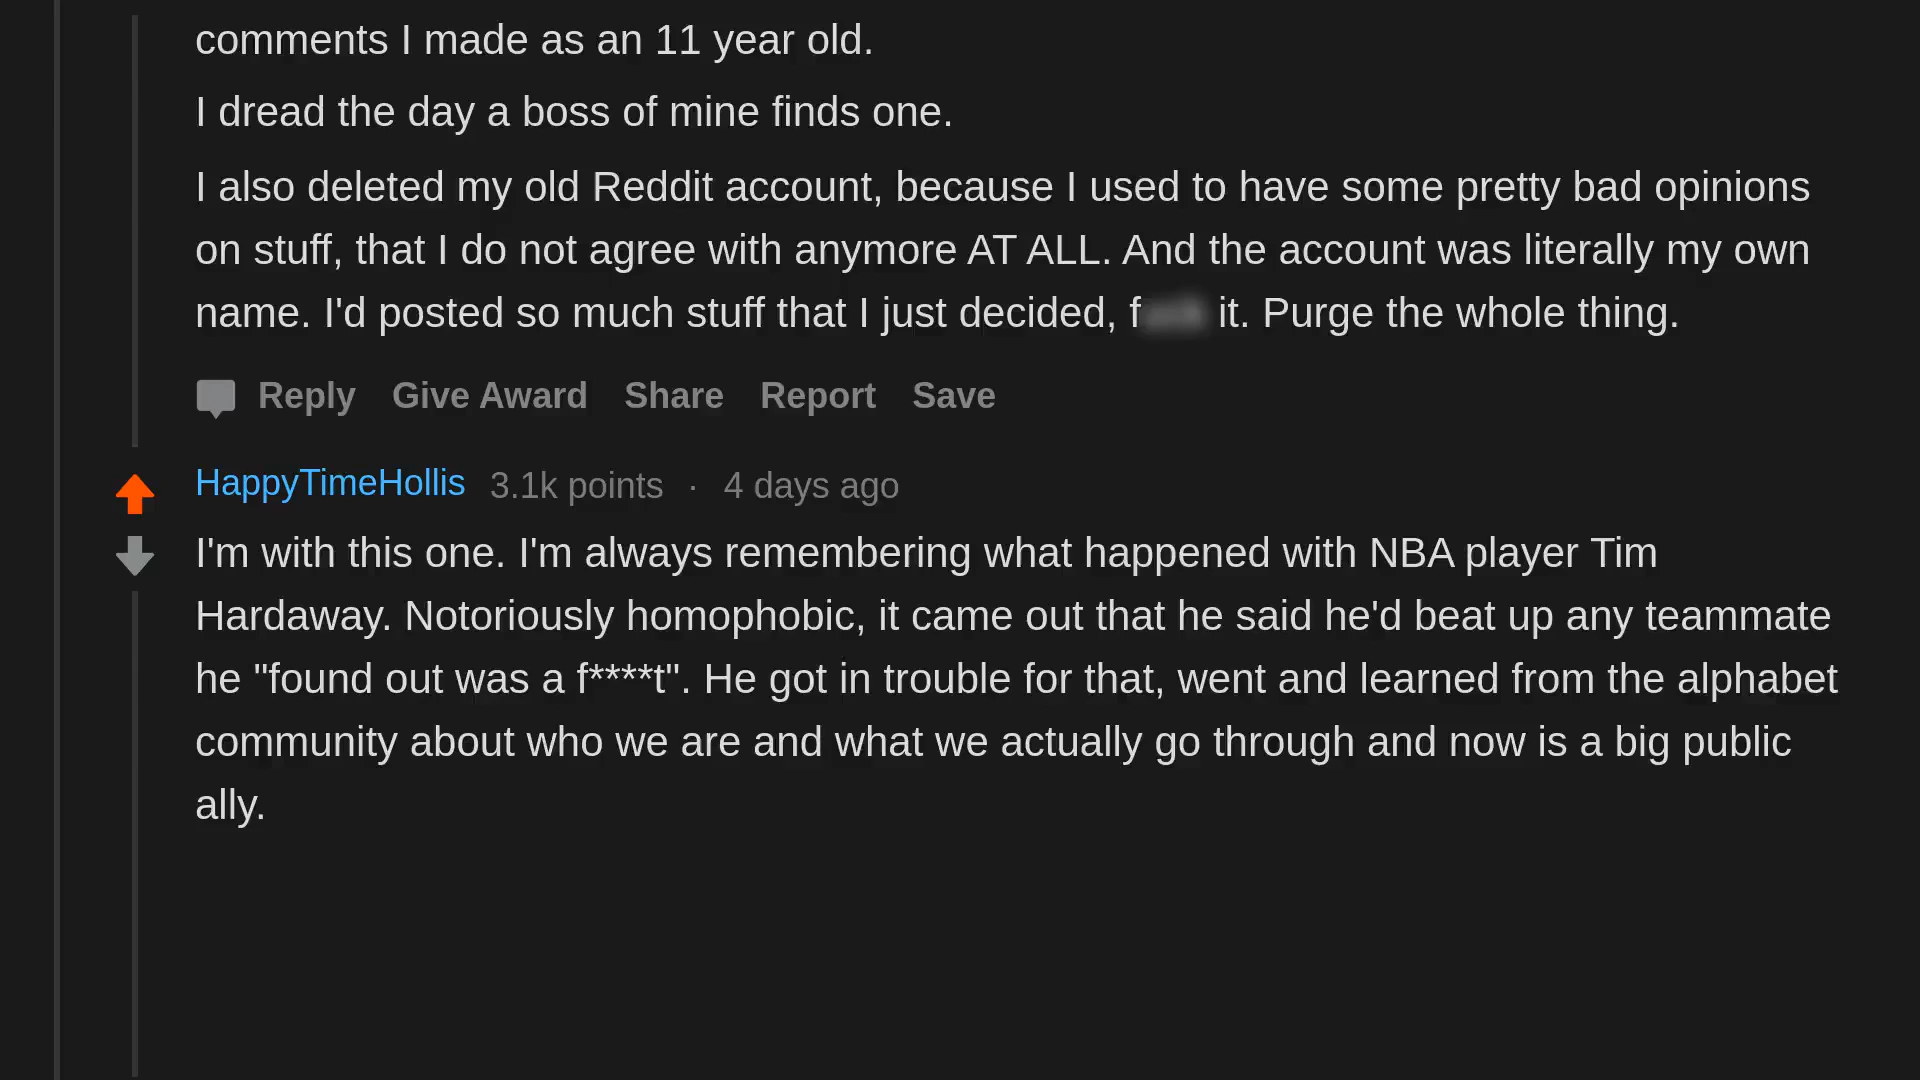 comments I made as an 11 year old.
I dread the day a boss of mine finds one.
I also deleted my old Reddit account, because I used to have some pretty bad opinions
on stuff, that I do not agree with anymore AT ALL. And the account was literally my own
name. I'd posted so much stuff that I just decided, f it. Purge the whole thing.
Reply Give Award Share Report Save
HappyTimeHollis 3.1k points · 4 days ago
I'm with this one. I'm always remembering what happened with NBA player Tim
Hardaway. Notoriously homophobic, it came out that he said he'd beat up any teammate
he "found out was a f****t". He got in trouble for that, went and learned from the alphabet
community about who we are and what we actually go through and now is a big public
ally.